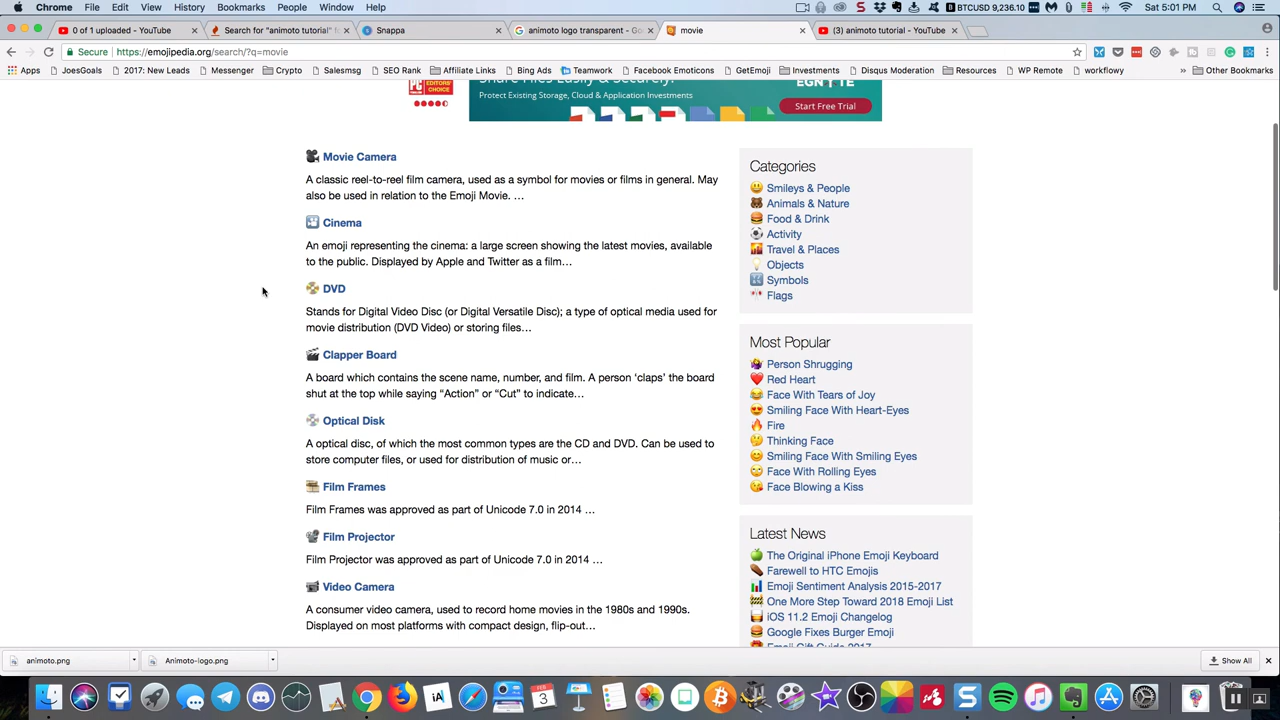 Chrome File Edit View History Bookmarks People Window Help
BTCUSD 9,236.10
Sat 5:01 PM
0 of 1 uploaded - YouTube
Search for "animoto tutorial"
Snappa
animoto logo transparent - Go
movie
(3) animoto tutorial - YouTube
Secure https://emojipedia.org/search/?q=movie
Apps JoesGoals 2017: New Leads Messenger Crypto Salesmsg SEO Rank Affiliate Links Bing Ads Teamwork Facebook Emoticons GetEmoji Investments Disqus Moderation Resources WP Remote workflowy » Other Bookmarks
EDITORS'
CHOICE
EGNYTE
Protect Existing Storage, Cloud & Application Investments
Start Free Trial
Movie Camera
A classic reel-to-reel film camera, used as a symbol for movies or films in general. May
also be used in relation to the Emoji Movie. …
Cinema
An emoji representing the cinema: a large screen showing the latest movies, available
to the public. Displayed by Apple and Twitter as a film…
DVD
Stands for Digital Video Disc (or Digital Versatile Disc); a type of optical media used for
movie distribution (DVD Video) or storing files…
Clapper Board
A board which contains the scene name, number, and film. A person ‘claps’ the board
shut at the top while saying “Action” or “Cut” to indicate…
Optical Disk
A optical disc, of which the most common types are the CD and DVD. Can be used to
store computer files, or used for distribution of music or…
Film Frames
Film Frames was approved as part of Unicode 7.0 in 2014 …
Film Projector
Film Projector was approved as part of Unicode 7.0 in 2014 …
Video Camera
A consumer video camera, used to record home movies in the 1980s and 1990s.
Displayed on most platforms with compact design, flip-out…
Categories
Smileys & People
Animals & Nature
Food & Drink
Activity
Travel & Places
Objects
Symbols
Flags
Most Popular
Person Shrugging
Red Heart
Face With Tears of Joy
Smiling Face With Heart-Eyes
Fire
Thinking Face
Smiling Face With Smiling Eyes
Face With Rolling Eyes
Face Blowing a Kiss
Latest News
The Original iPhone Emoji Keyboard
Farewell to HTC Emojis
Emoji Sentiment Analysis 2015-2017
One More Step Toward 2018 Emoji List
iOS 11.2 Emoji Changelog
Google Fixes Burger Emoji
animoto.png
Animoto-logo.png
Show All
FEB
3
iA